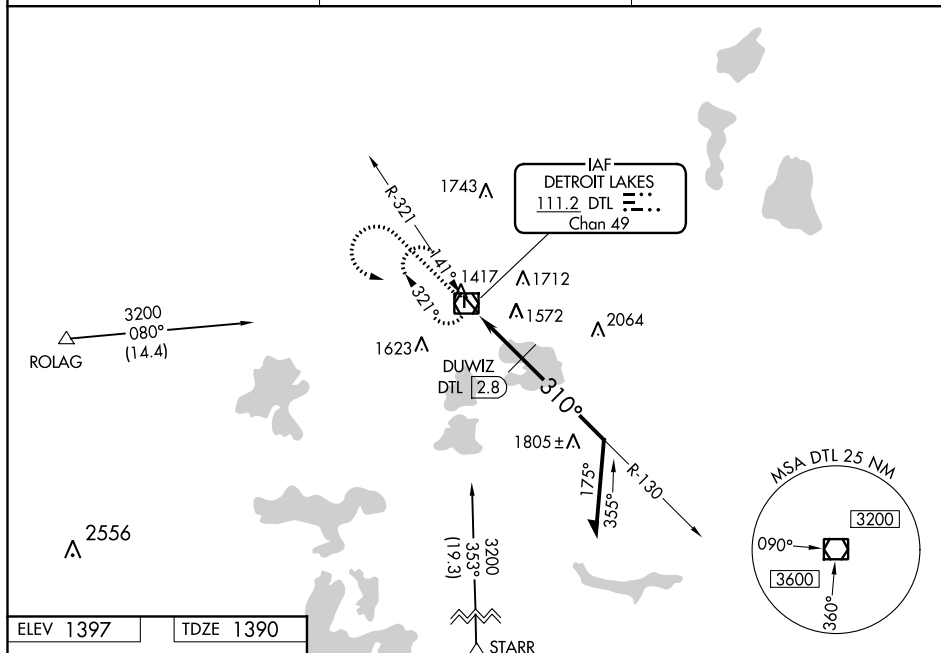 IAF
DETROIT LAKES
111.2 DTL
Chan 49
1743
R-321
141°
321°
1417
1712
1572
2064
1623
3200
080°
(14.4)
ROLAG
DUWIZ
DTL 2.8
310°
1805±
175°
355°
R-130
MSA DTL 25 NM
3200
090°
3600
360°
2556
3200
353°
(19.3)
STARR
ELEV 1397
TDZE 1390